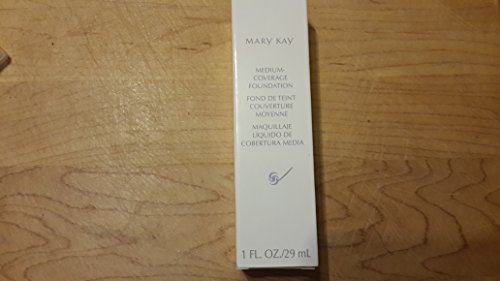 MARY KAY
MEDIUM-
COVERAGE
FOUNDATION
FOND DE TEINT
COUVERTURE
MOYENNE
MAQUILLAJE
LÍQUIDO DE
COBERTURA MEDIA
1 FL. OZ./29 mL